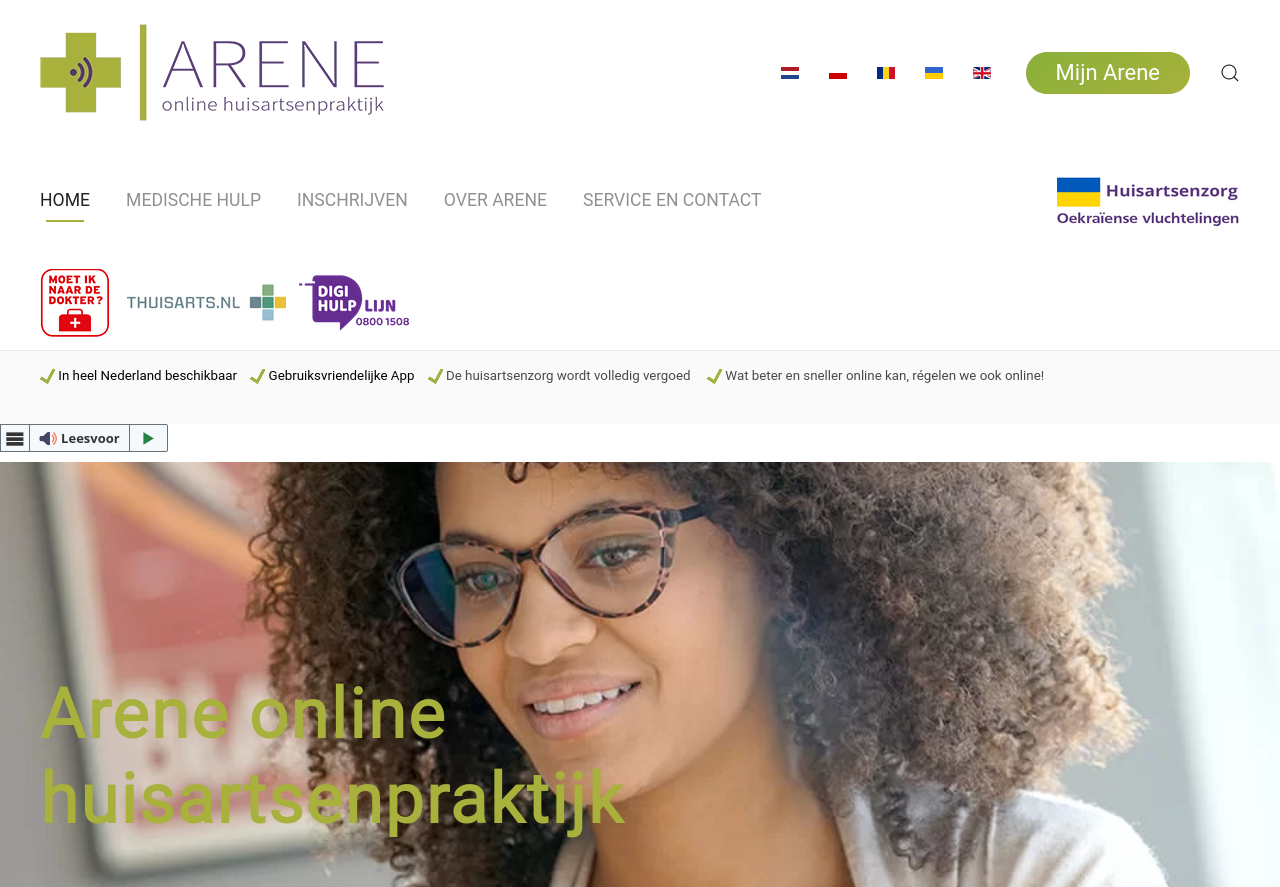 ARENE
online huisartsenpraktijk
Mijn Arene
HOME MEDISCHE HULP INSCHRIJVEN OVER ARENE SERVICE EN CONTACT
Huisartsenzorg
Oekraïense vluchtelingen
MOET IK
NAAR DE
DOKTER?
THUISARTS.NL
DIGI
HULP LIJN
0800 1508
In heel Nederland beschikbaar Gebruiksvriendelijke App De huisartsenzorg wordt volledig vergoed Wat beter en sneller online kan, régelen we ook online!
Leesvoor
Arene online
huisartsenpraktijk